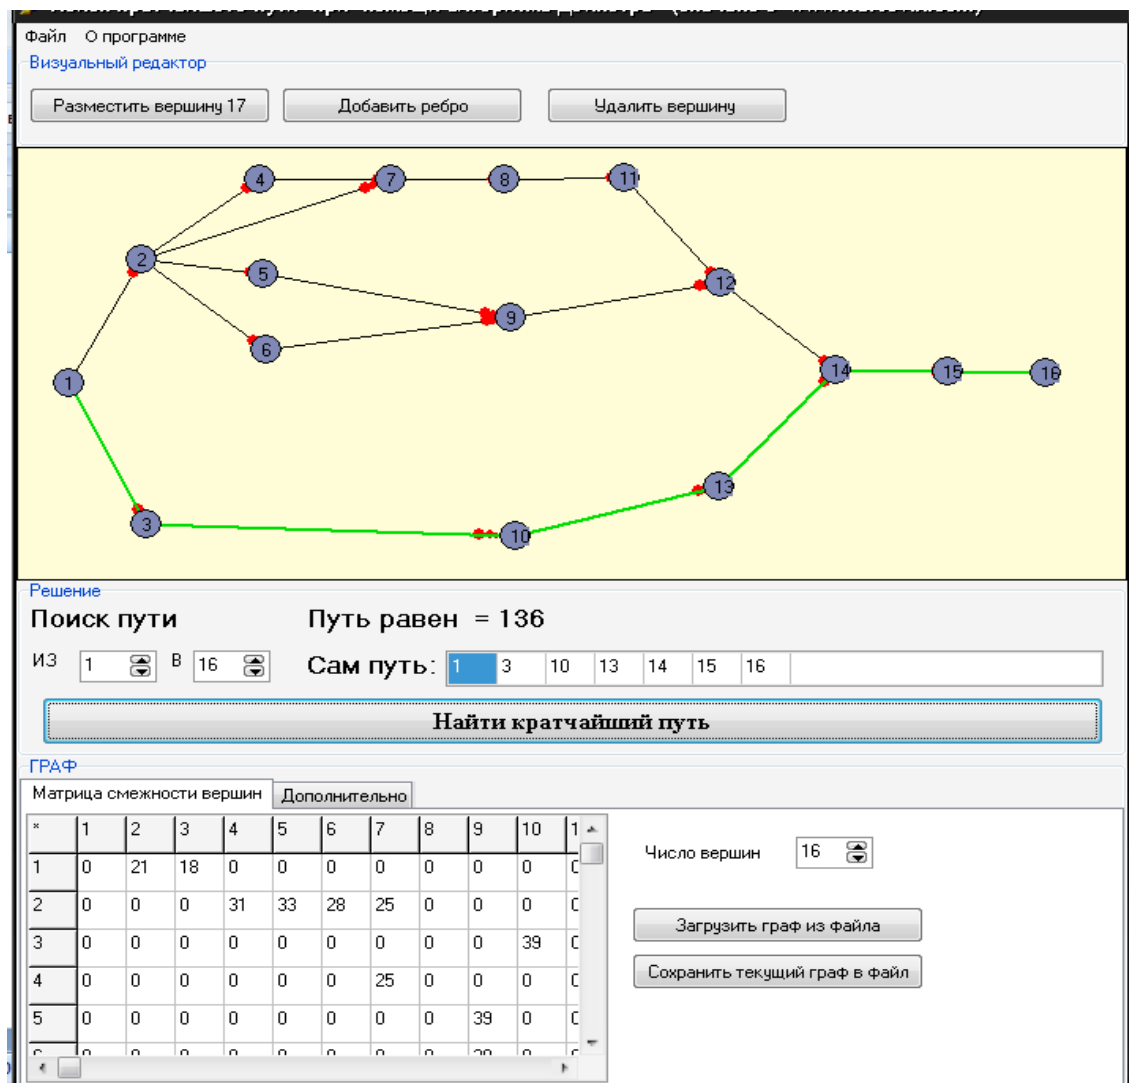 Файл О программе
Визуальный редактор
Разместить вершину 17 Добавить ребро Удалить вершину
4 7 8 11
2
5 12
9
6
14 15 16
1
13
3
10
Решение
Поиск пути Путь равен = 136
ИЗ 1 В 16 Сам путь: 1 3 10 13 14 15 16
Найти кратчайший путь
ГРАФ
Матрица смежности вершин Дополнительно
* 1 2 3 4 5 6 7 8 9 10 1
1 0 21 18 0 0 0 0 0 0 0
2 0 0 0 31 33 28 25 0 0 0
3 0 0 0 0 0 0 0 0 0 39
4 0 0 0 0 0 0 25 0 0 0
5 0 0 0 0 0 0 0 0 39 0
Число вершин 16
Загрузить граф из файла
Сохранить текущий граф в файл